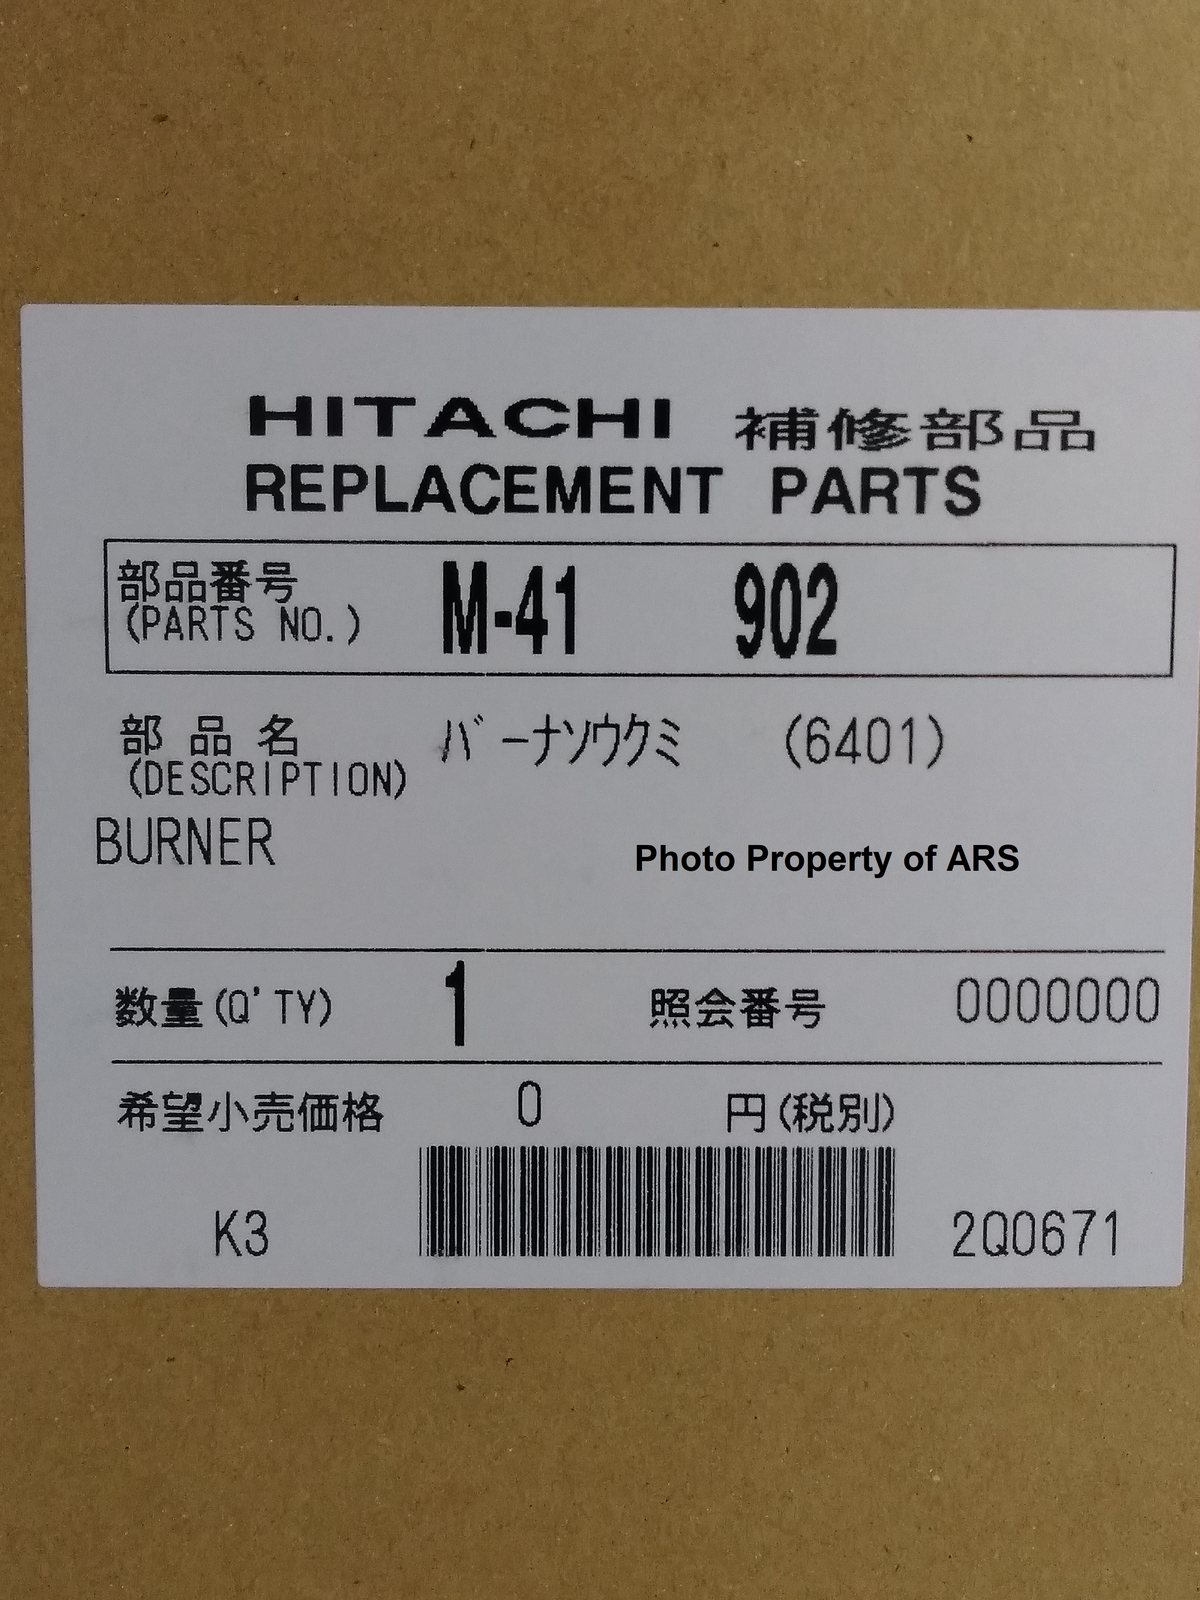 HITACHI 補修部品
REPLACEMENT PARTS
部品番号 M-41 902
(PARTS NO.)
部品名 バーナソウクミ (6401)
(DESCRIPTION)
BURNER
Photo Property of ARS
数量(Q'TY) 1 照会番号 0000000
希望小売価格 0 円(税別)
K3 2Q0671